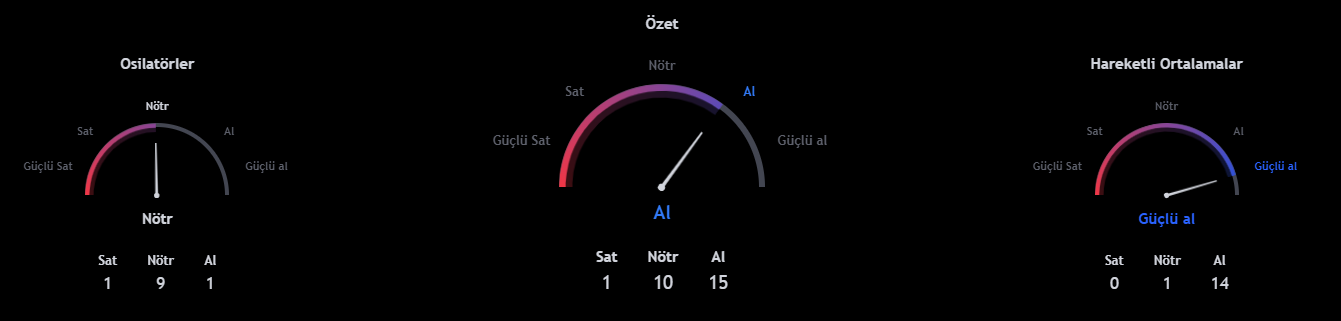 Osilatörler
Nötr
Sat Al
Güçlü Sat Güçlü al
Nötr
Sat Nötr Al
1 9 1
Özet
Nötr
Sat Al
Güçlü Sat Güçlü al
Al
Sat Nötr Al
1 10 15
Hareketli Ortalamalar
Nötr
Sat Al
Güçlü Sat Güçlü al
Güçlü al
Sat Nötr Al
0 1 14